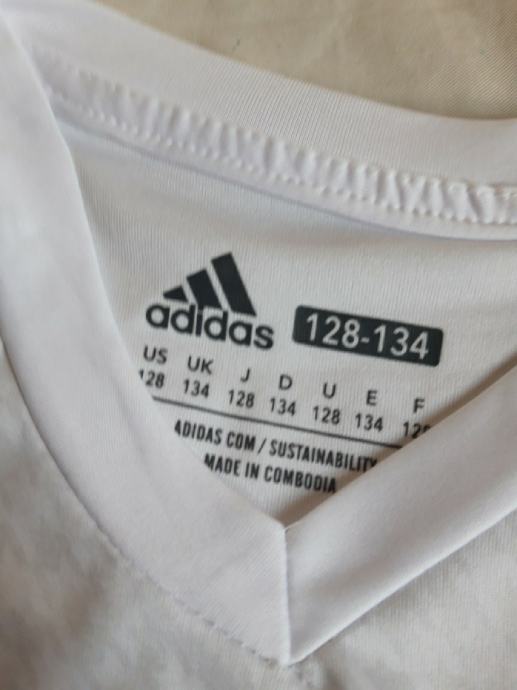 adidas
128-134
US UK J D U E F
128 134 128 134 128 134
ADIDAS COM / SUSTAINABILITY
MADE IN COMBODIA